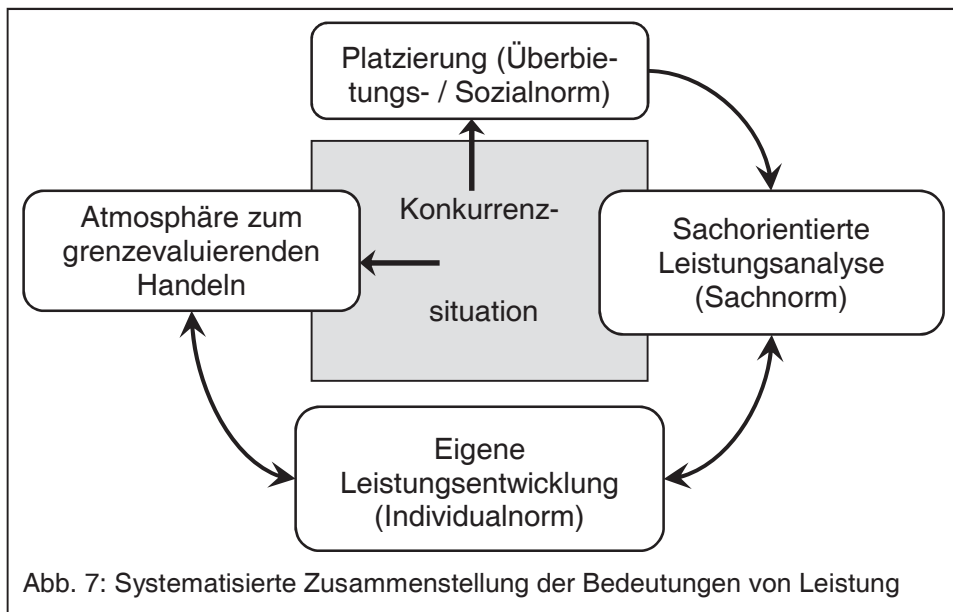 Platzierung (Überbie-
tungs- / Sozialnorm)
Konkurrenz-
situation
Atmosphäre zum
grenzevaluierenden
Handeln
Sachorientierte
Leistungsanalyse
(Sachnorm)
Eigene
Leistungsentwicklung
(Individualnorm)
Abb. 7: Systematisierte Zusammenstellung der Bedeutungen von Leistung